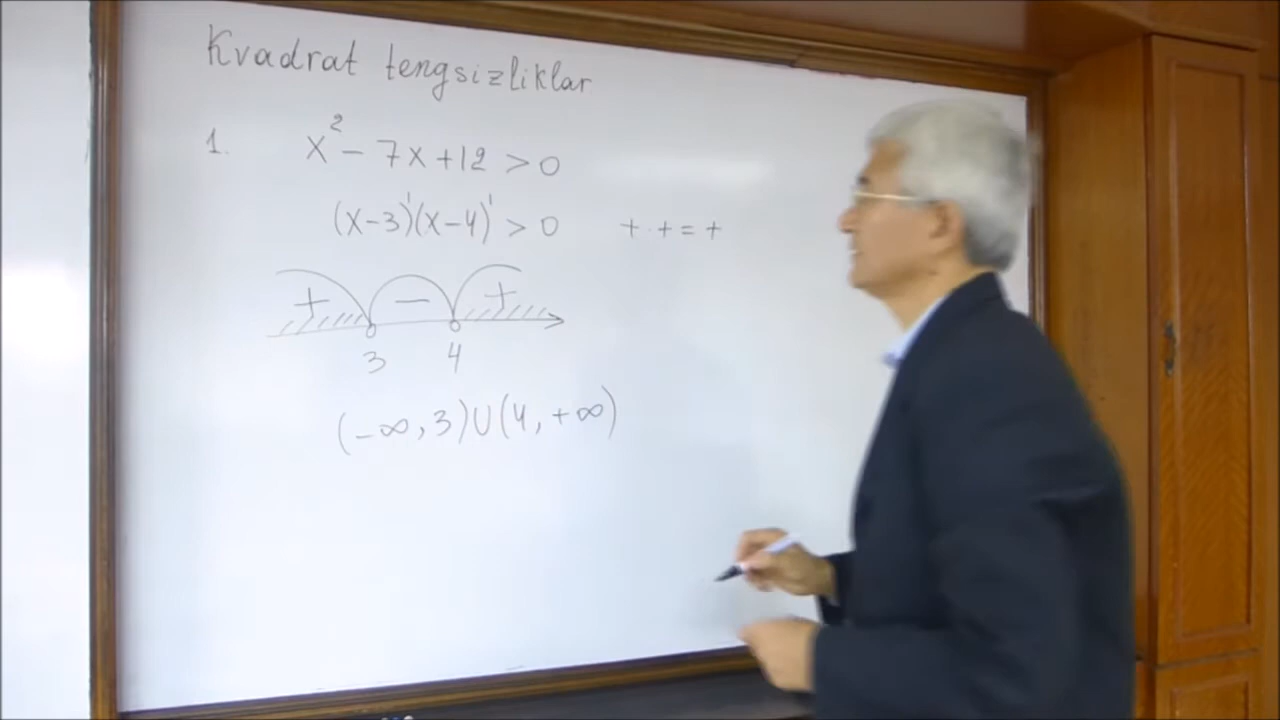 Kvadrat tengsizliklar
1. x² - 7x + 12 > 0
(x-3)¹(x-4)¹ > 0 + · + = +
+ - +
3 4
(-∞, 3) ∪ (4, +∞)